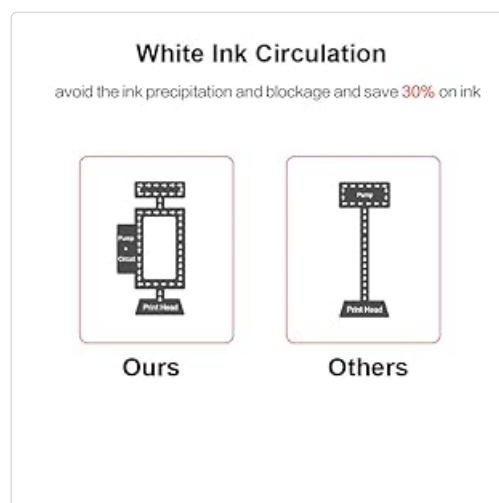 White Ink Circulation
avoid the ink precipitation and blockage and save 30% on ink
Pump
Pump
Circuit
Print Head
Print Head
Ours
Others